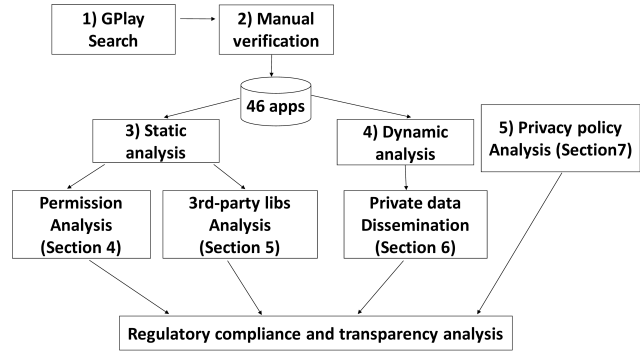 1) GPlay
Search
2) Manual
verification
46 apps
3) Static
analysis
4) Dynamic
analysis
5) Privacy policy
Analysis (Section7)
Permission
Analysis
(Section 4)
3rd-party libs
Analysis
(Section 5)
Private data
Dissemination
(Section 6)
Regulatory compliance and transparency analysis